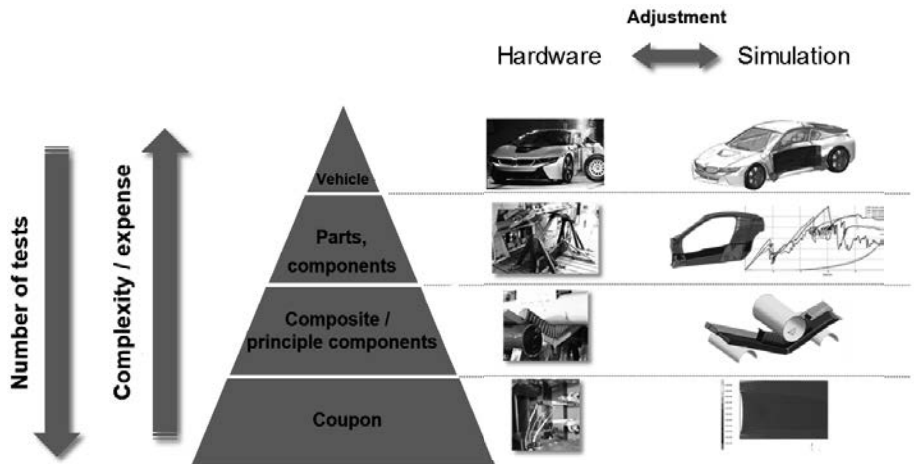 Adjustment
Hardware
Simulation
Number of tests
Complexity / expense
Vehicle
Parts,
components
Composite /
principle components
Coupon